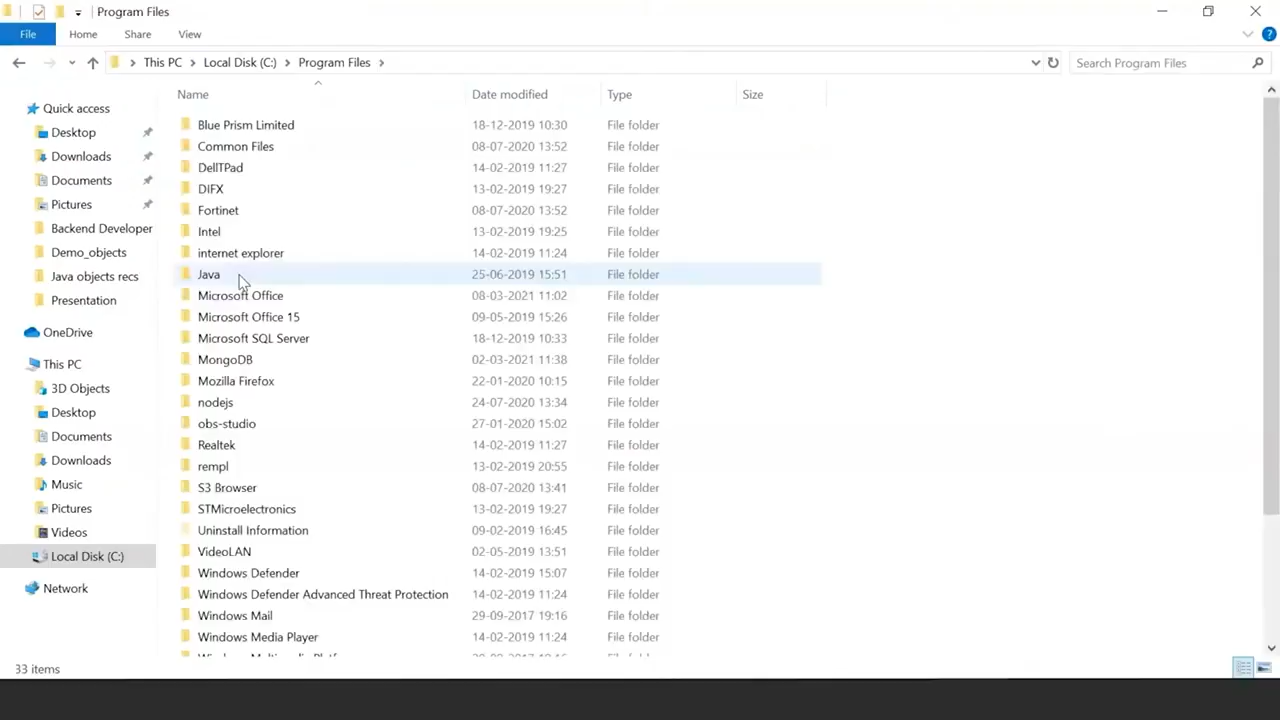 Program Files
File Home Share View
This PC Local Disk (C:) Program Files
Search Program Files
Name Date modified Type Size
Quick access
Desktop
Downloads
Documents
Pictures
Backend Developer
Demo_objects
Java objects recs
Presentation
OneDrive
This PC
3D Objects
Desktop
Documents
Downloads
Music
Pictures
Videos
Local Disk (C:)
Network
Blue Prism Limited 18-12-2019 10:30 File folder
Common Files 08-07-2020 13:52 File folder
DellTPad 14-02-2019 11:27 File folder
DIFX 13-02-2019 19:27 File folder
Fortinet 08-07-2020 13:52 File folder
Intel 13-02-2019 19:25 File folder
internet explorer 14-02-2019 11:24 File folder
Java 25-06-2019 15:51 File folder
Microsoft Office 08-03-2021 11:02 File folder
Microsoft Office 15 09-05-2019 15:26 File folder
Microsoft SQL Server 18-12-2019 10:33 File folder
MongoDB 02-03-2021 11:38 File folder
Mozilla Firefox 22-01-2020 10:15 File folder
nodejs 24-07-2020 13:34 File folder
obs-studio 27-01-2020 15:02 File folder
Realtek 14-02-2019 11:27 File folder
rempl 13-02-2019 20:55 File folder
S3 Browser 08-07-2020 13:41 File folder
STMicroelectronics 13-02-2019 19:27 File folder
Uninstall Information 09-02-2019 16:45 File folder
VideoLAN 02-05-2019 13:51 File folder
Windows Defender 14-02-2019 15:07 File folder
Windows Defender Advanced Threat Protection 14-02-2019 11:24 File folder
Windows Mail 29-09-2017 19:16 File folder
Windows Media Player 14-02-2019 11:24 File folder
33 items